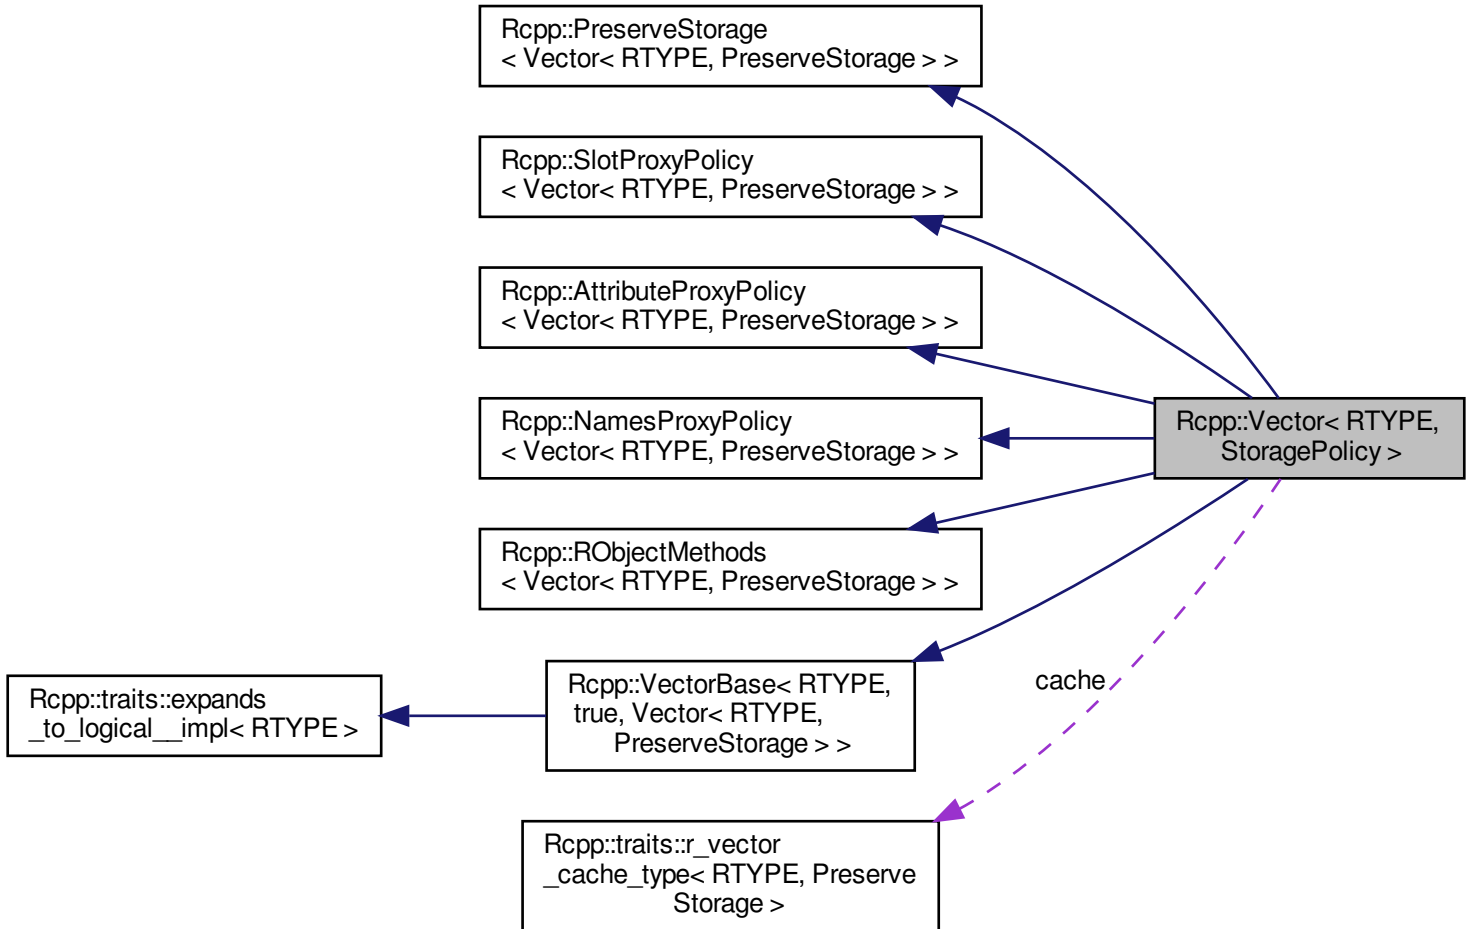 Rcpp::PreserveStorage
< Vector< RTYPE, PreserveStorage > >
Rcpp::SlotProxyPolicy
< Vector< RTYPE, PreserveStorage > >
Rcpp::AttributeProxyPolicy
< Vector< RTYPE, PreserveStorage > >
Rcpp::NamesProxyPolicy
< Vector< RTYPE, PreserveStorage > >
Rcpp::Vector< RTYPE,
StoragePolicy >
Rcpp::RObjectMethods
< Vector< RTYPE, PreserveStorage > >
Rcpp::traits::expands
_to_logical__impl< RTYPE >
Rcpp::VectorBase< RTYPE,
true, Vector< RTYPE,
PreserveStorage > >
cache
Rcpp::traits::r_vector
_cache_type< RTYPE, Preserve
Storage >